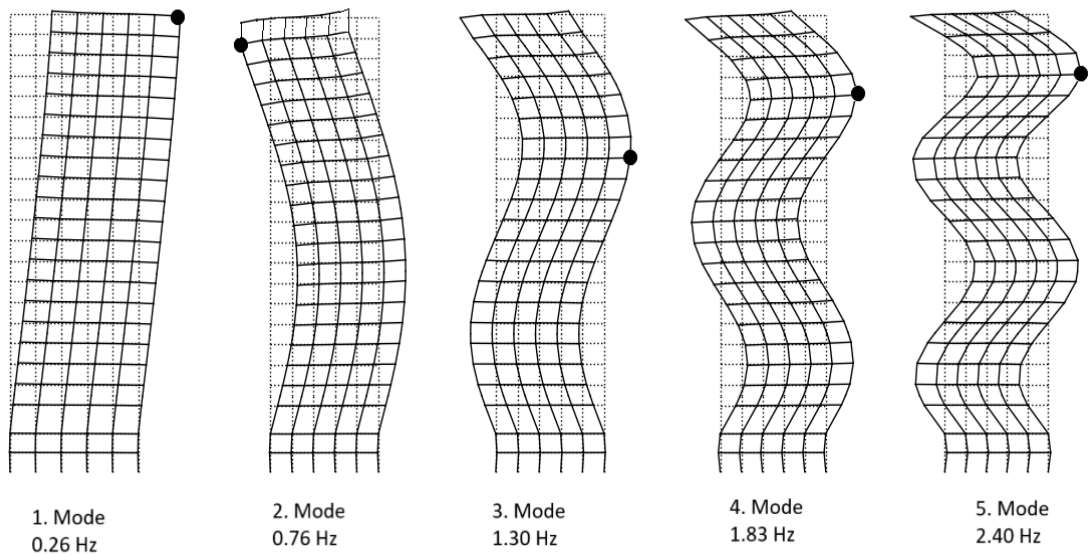 1. Mode
0.26 Hz
2. Mode
0.76 Hz
3. Mode
1.30 Hz
4. Mode
1.83 Hz
5. Mode
2.40 Hz